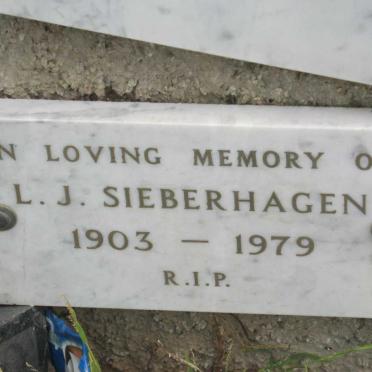 N LOVING MEMORY O
L. J. SIEBERHAGEN
1903 — 1979
R.I.P.